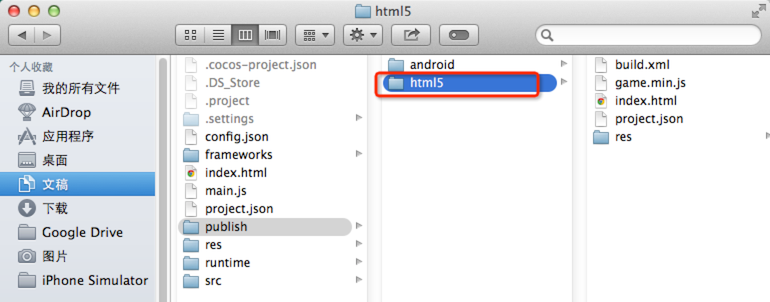 html5
个人收藏
我的所有文件
AirDrop
应用程序
桌面
文稿
下载
Google Drive
图片
iPhone Simulator
.cocos-project.json
.DS_Store
.project
.settings
config.json
frameworks
index.html
main.js
project.json
publish
res
runtime
src
android
html5
build.xml
game.min.js
index.html
project.json
res